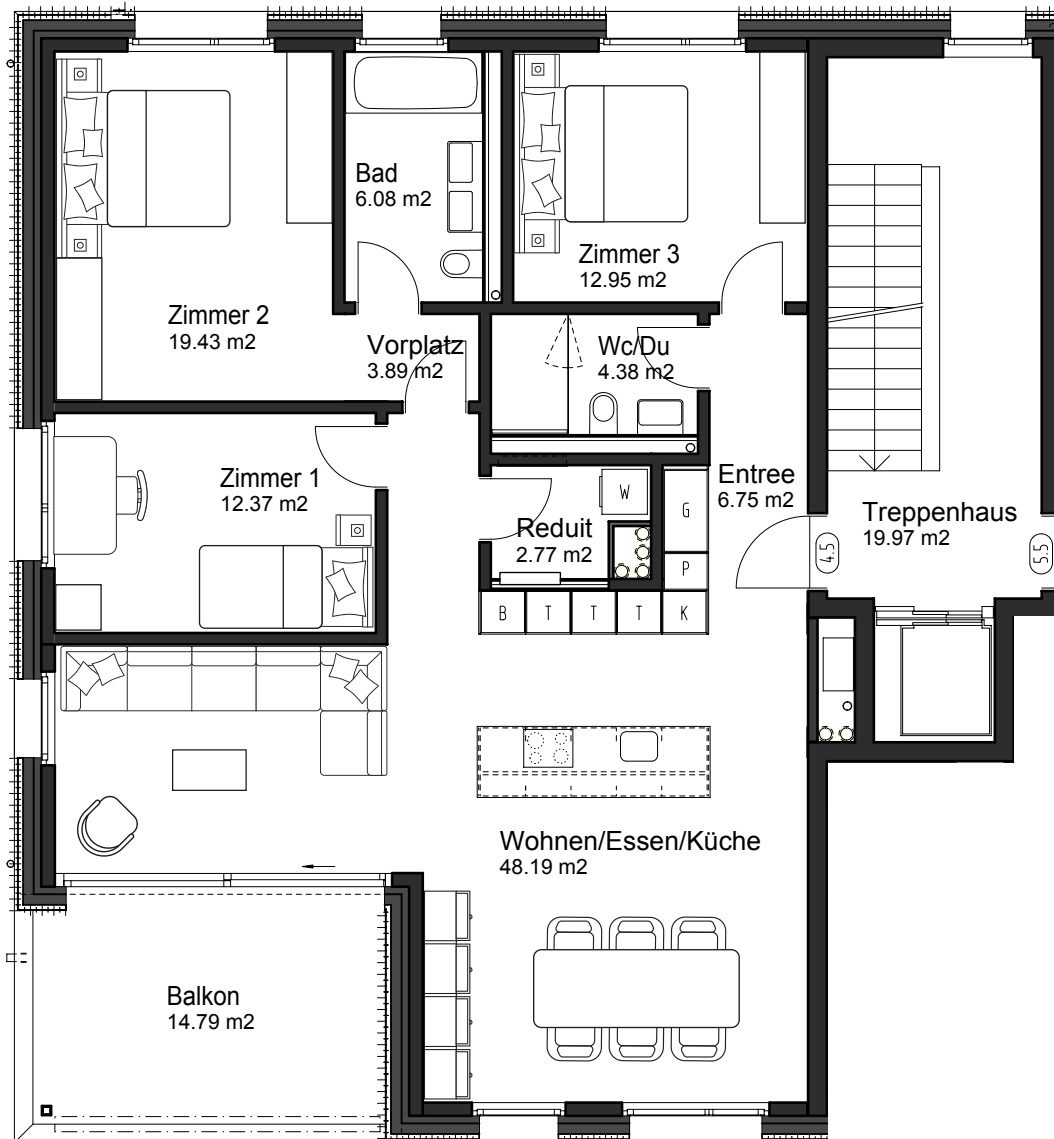 Bad
6.08 m2
Zimmer 3
12.95 m2
Zimmer 2
19.43 m2
Vorplatz
3.89 m2
Wc/Du
4.38 m2
Zimmer 1
12.37 m2
Entree
6.75 m2
W
G
Reduit
2.77 m2
Treppenhaus
19.97 m2
4.5
5.5
P
B
T
T
T
K
Wohnen/Essen/Küche
48.19 m2
Balkon
14.79 m2